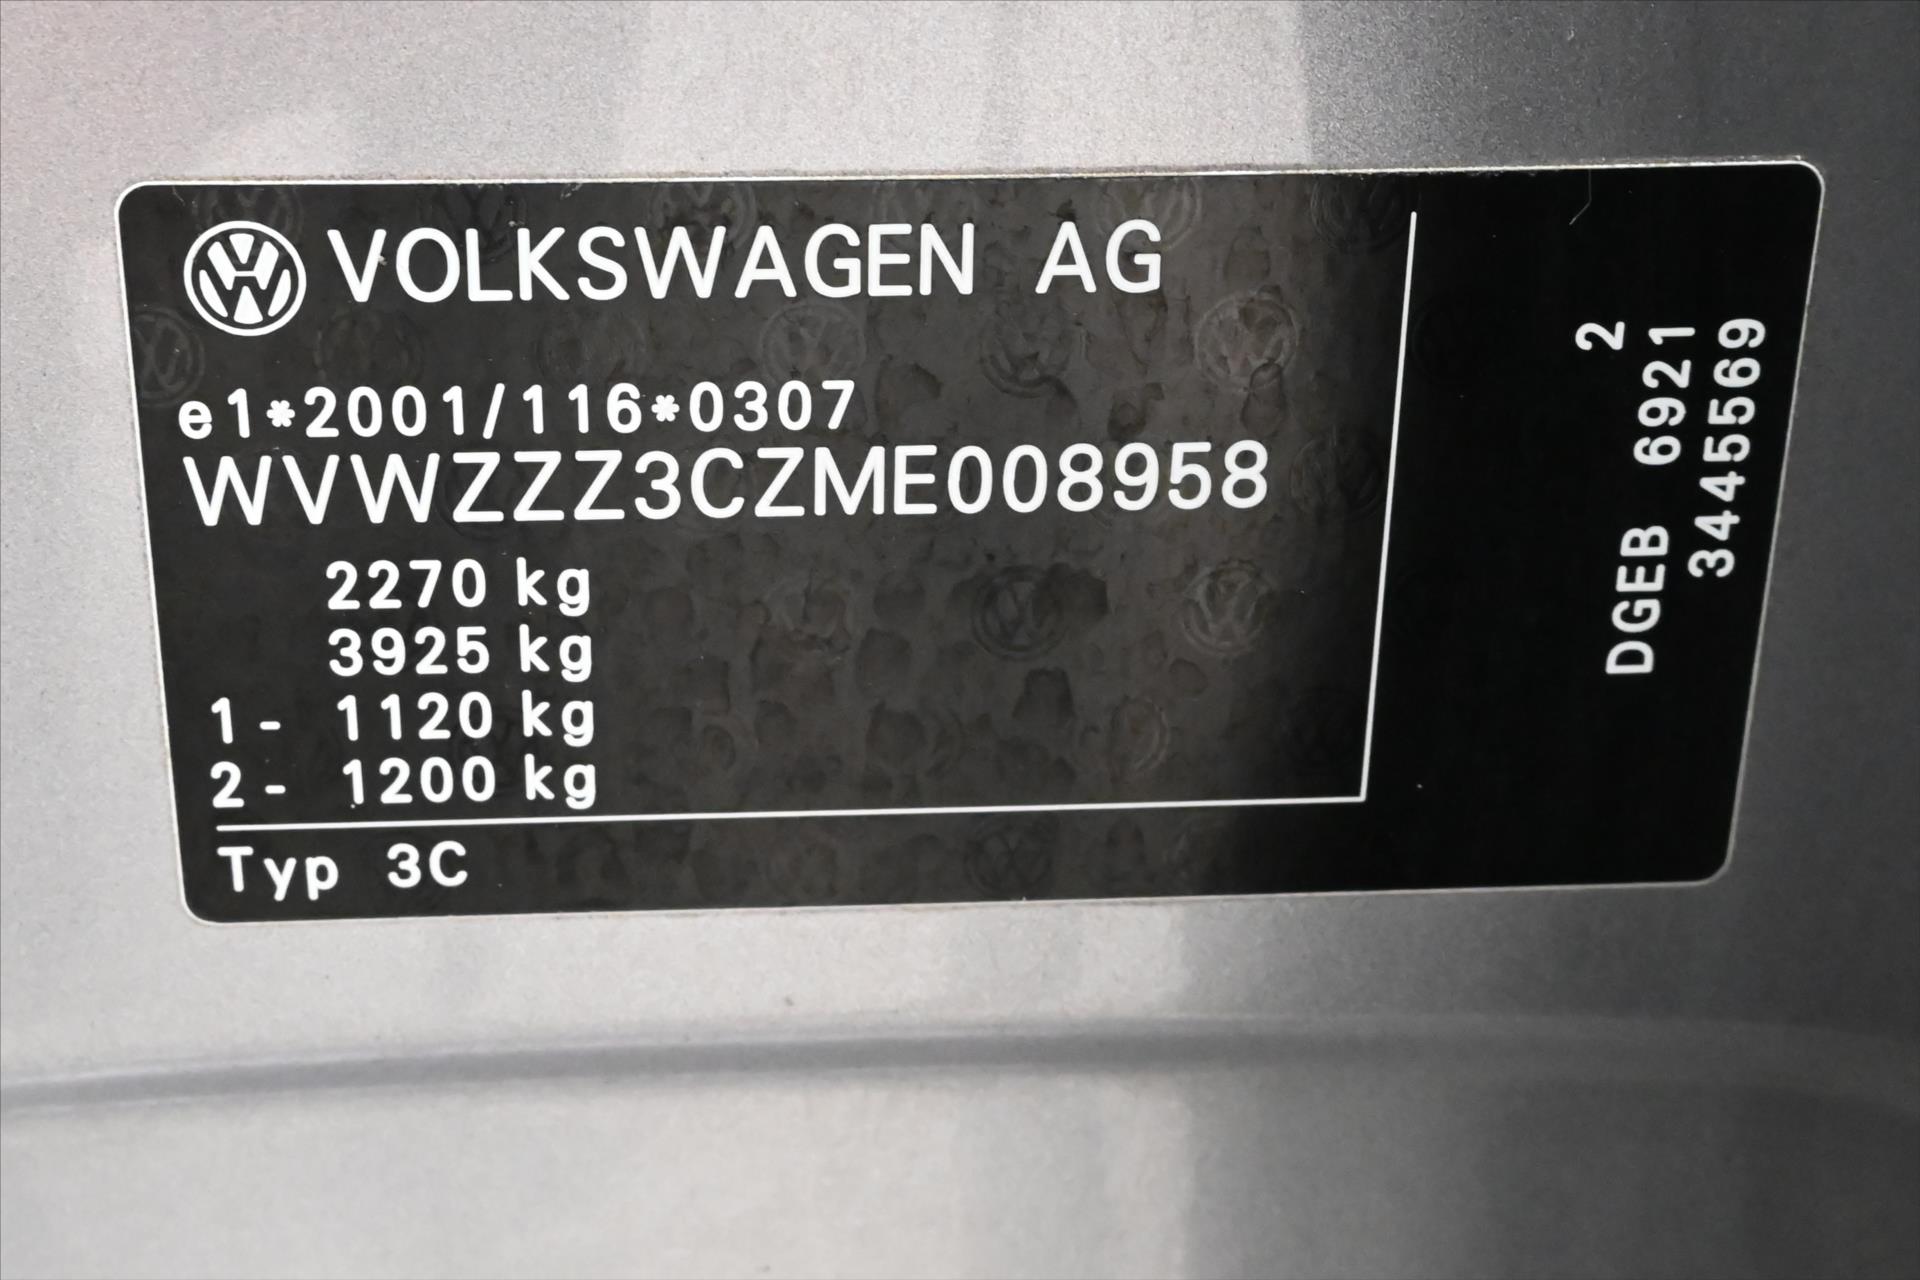 VOLKSWAGEN AG
e1*2001/116*0307
WVWZZZ3CZME008958
2270 kg
3925 kg
1- 1120 kg
2- 1200 kg
Typ 3C
2
DGEB 6921
3445569